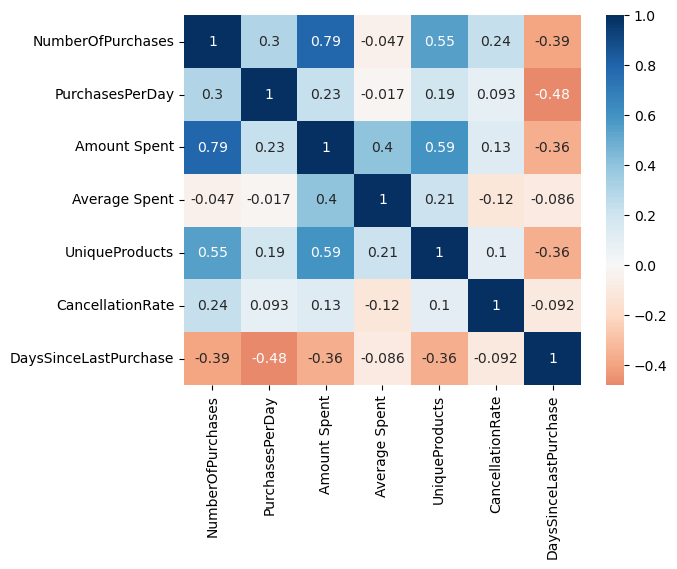 NumberOfPurchases 1 0.3 0.79 -0.047 0.55 0.24 -0.39
PurchasesPerDay 0.3 1 0.23 -0.017 0.19 0.093 -0.48
Amount Spent 0.79 0.23 1 0.4 0.59 0.13 -0.36
Average Spent -0.047 -0.017 0.4 1 0.21 -0.12 -0.086
UniqueProducts 0.55 0.19 0.59 0.21 1 0.1 -0.36
CancellationRate 0.24 0.093 0.13 -0.12 0.1 1 -0.092
DaysSinceLastPurchase -0.39 -0.48 -0.36 -0.086 -0.36 -0.092 1
NumberOfPurchases
PurchasesPerDay
Amount Spent
Average Spent
UniqueProducts
CancellationRate
DaysSinceLastPurchase
1.0
0.8
0.6
0.4
0.2
0.0
−0.2
−0.4